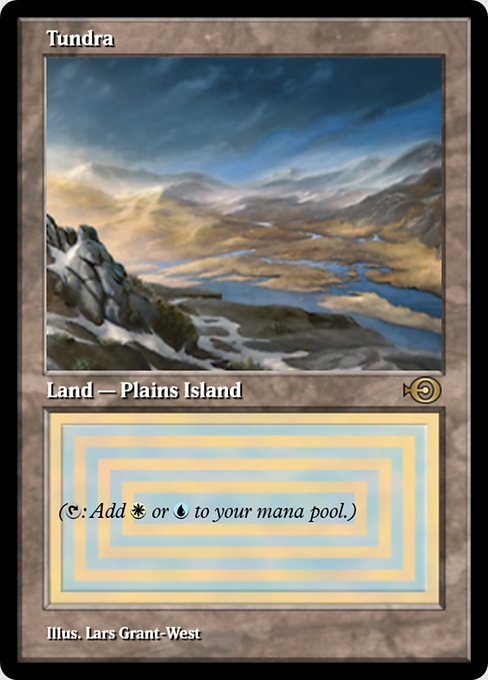 Tundra
Land — Plains Island
(: Add or to your mana pool.)
Illus. Lars Grant-West